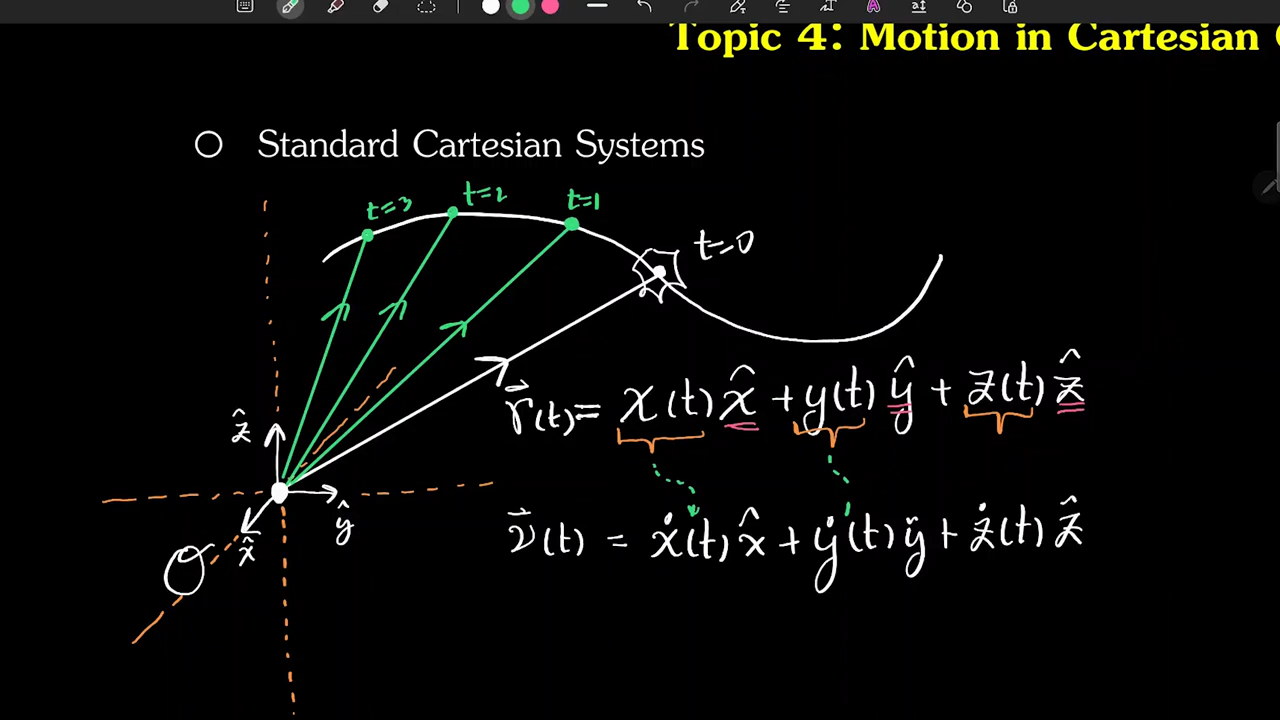 Topic 4: Motion in Cartesian
○ Standard Cartesian Systems
t=3
t=2
t=1
t=0
r⃗(t)= x(t) x̂ + y(t) ŷ + z(t) ẑ
ẑ
ŷ
x̂
O
v⃗(t) = ẋ(t) x̂ + ẏ(t) ÿ + ż(t) ẑ